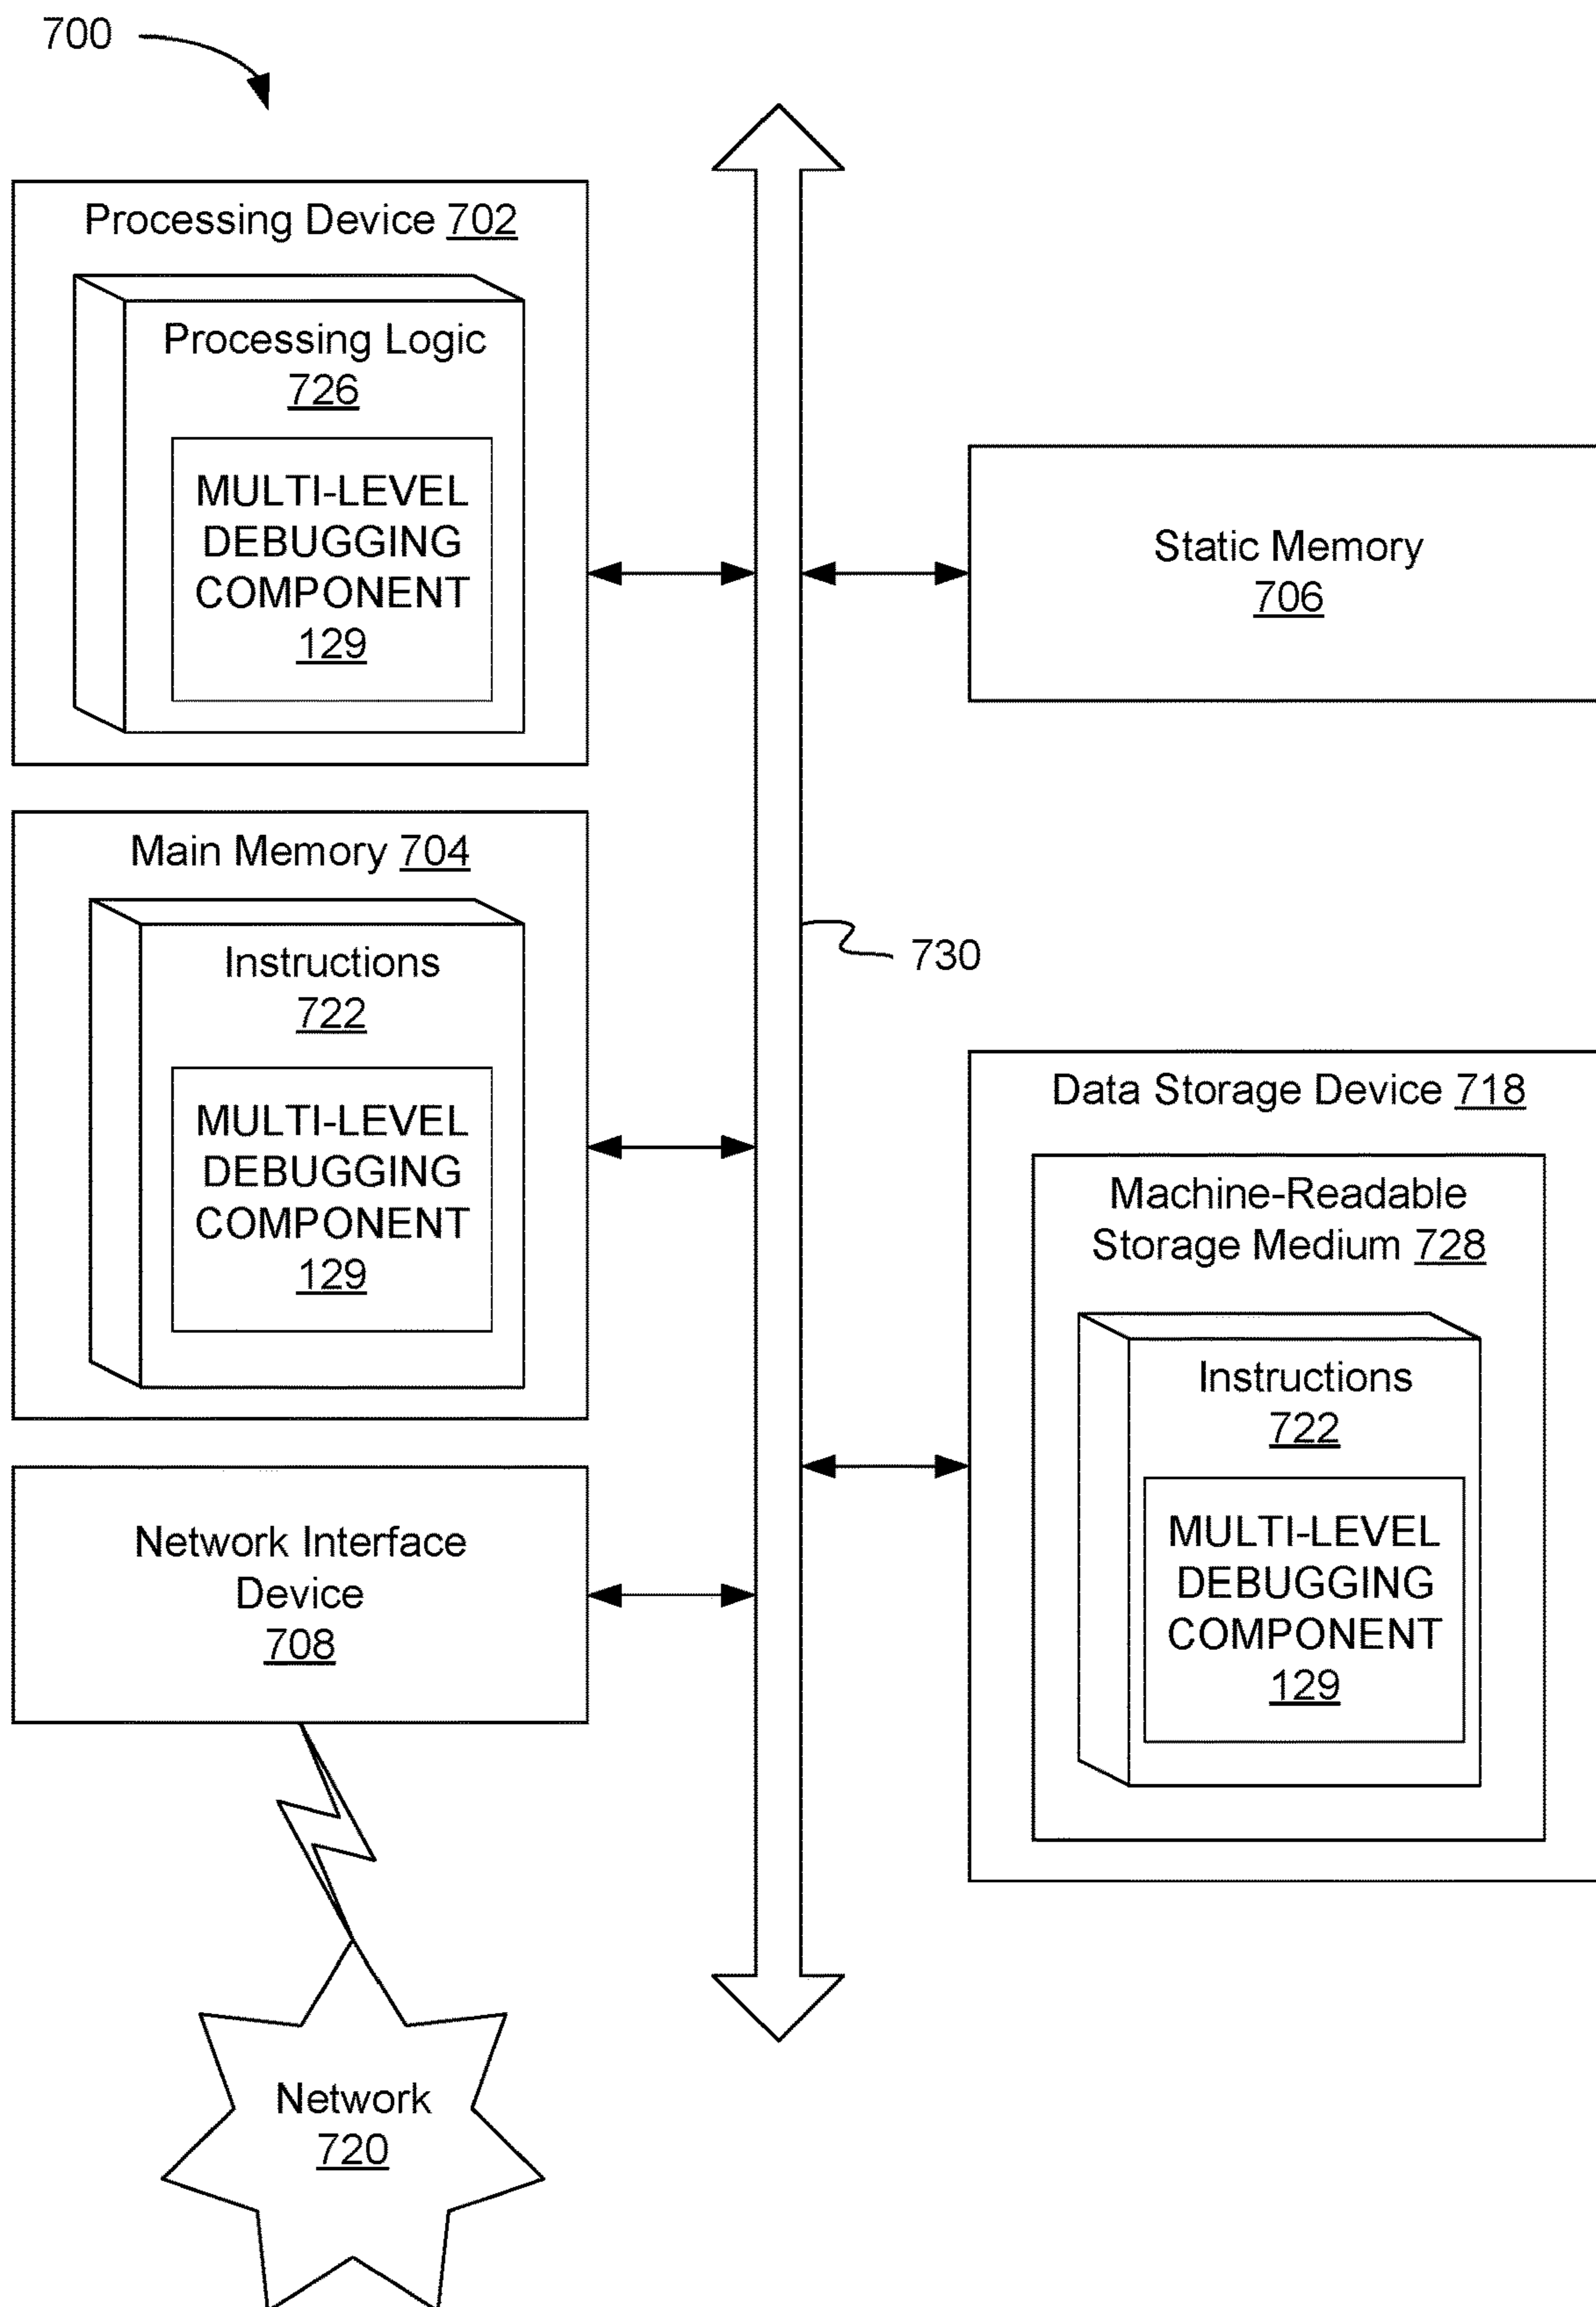 700
Processing Device 702
Processing Logic
726
MULTI-LEVEL
DEBUGGING
COMPONENT
129
Main Memory 704
Instructions
722
MULTI-LEVEL
DEBUGGING
COMPONENT
129
Network Interface
Device
708
Network
720
Static Memory
706
730
Data Storage Device 718
Machine-Readable
Storage Medium 728
Instructions
722
MULTI-LEVEL
DEBUGGING
COMPONENT
129